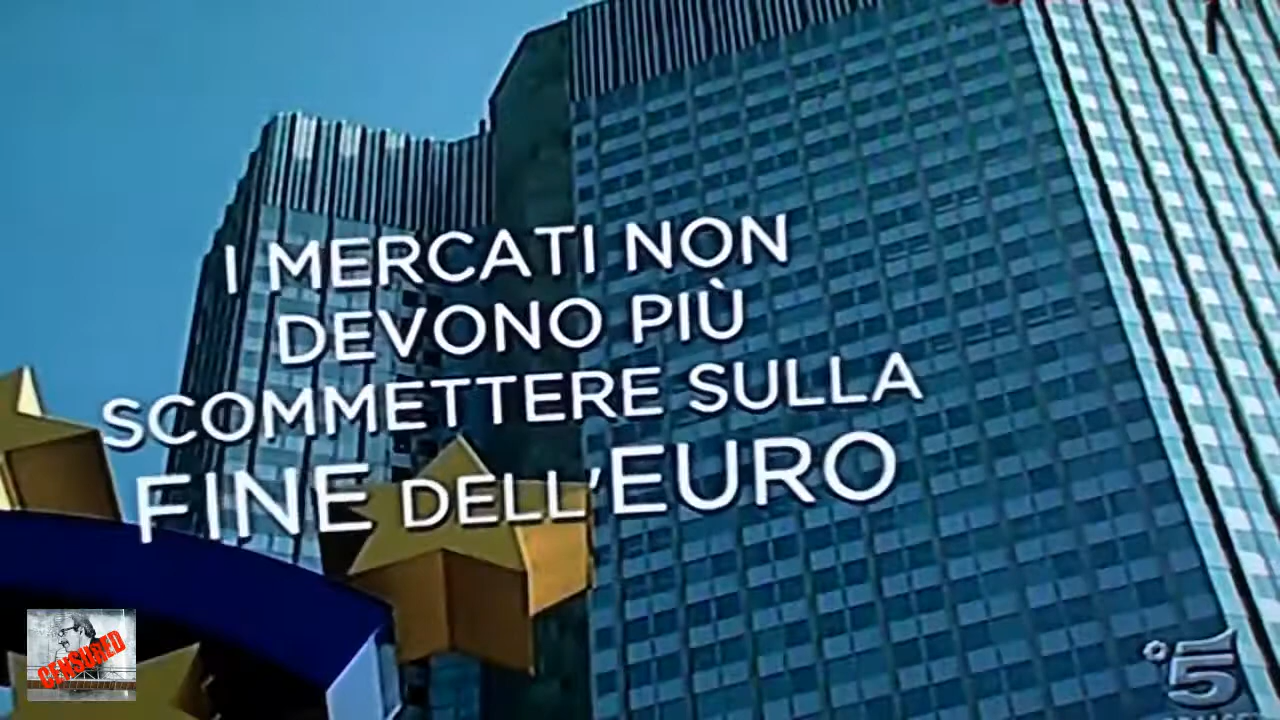 I MERCATI NON
DEVONO PIÙ
SCOMMETTERE SULLA
FINE DELL'EURO
CENSURED
5